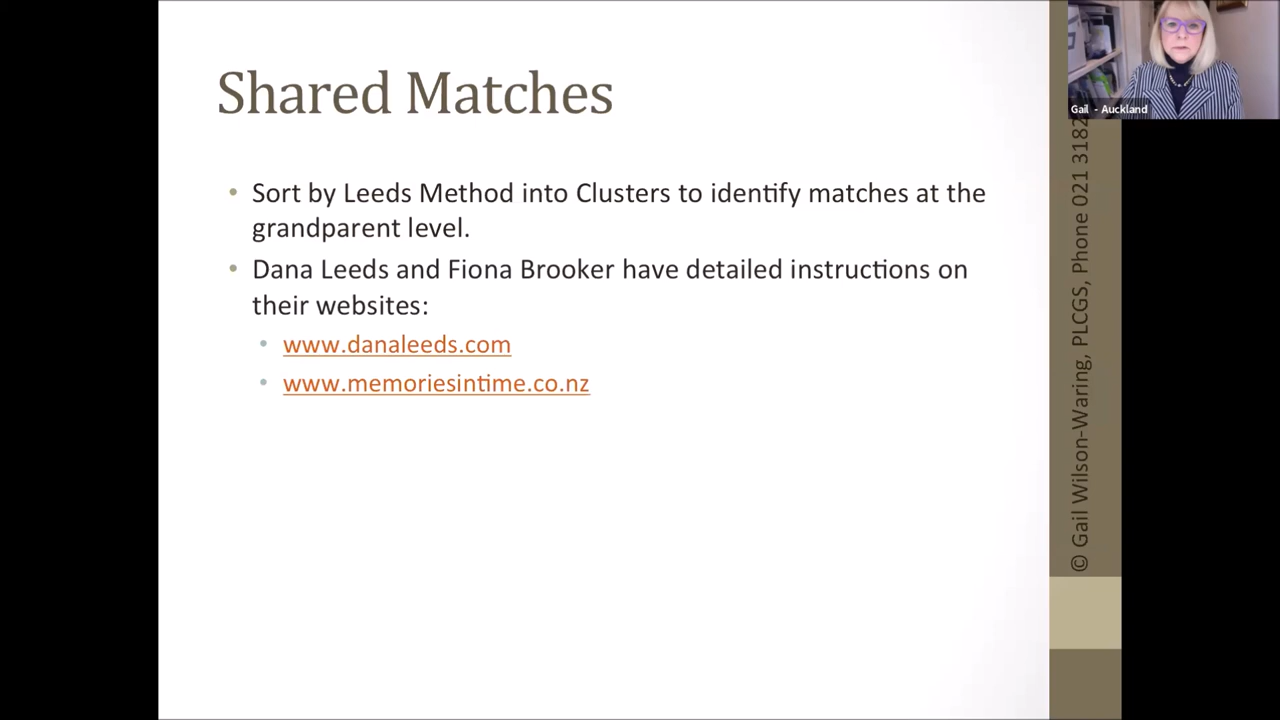 Shared Matches
• Sort by Leeds Method into Clusters to identify matches at the
grandparent level.
• Dana Leeds and Fiona Brooker have detailed instructions on
their websites:
• www.danaleeds.com
• www.memoriesintime.co.nz
© Gail Wilson-Waring, PLCGS, Phone 021 3182
Gail - Auckland